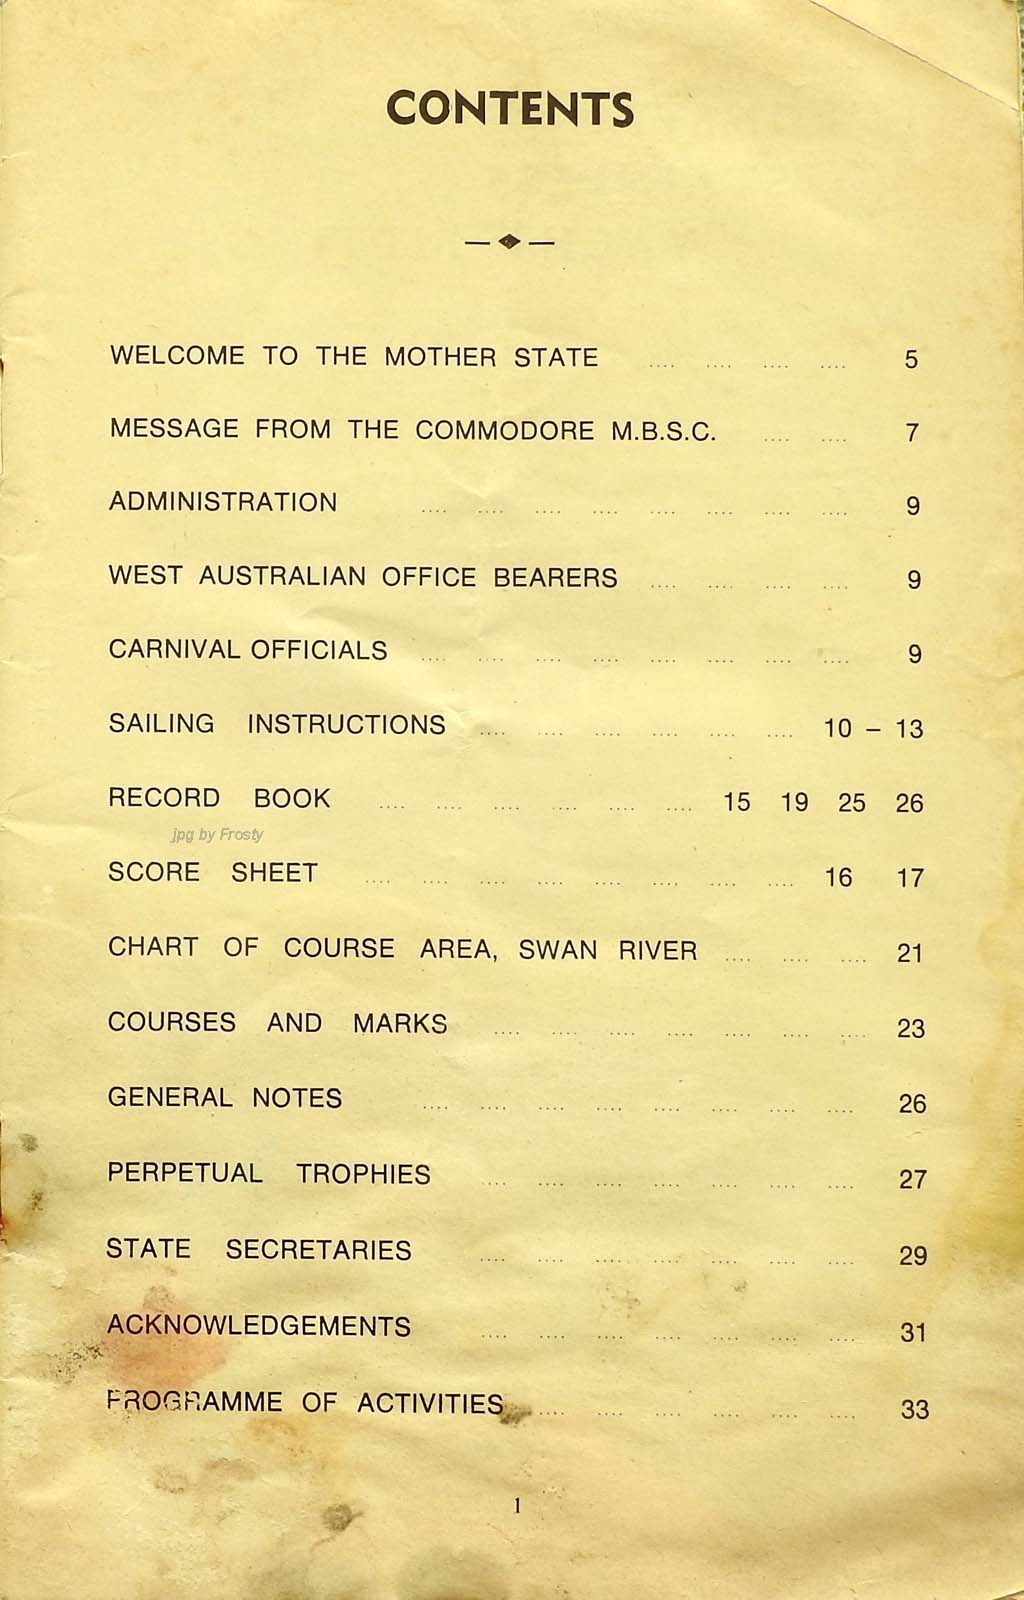 CONTENTS
WELCOME TO THE MOTHER STATE .... .... .... .... 5
MESSAGE FROM THE COMMODORE M.B.S.C. .... .... 7
ADMINISTRATION .... .... .... .... .... .... .... .... 9
WEST AUSTRALIAN OFFICE BEARERS .... .... .... .... 9
CARNIVAL OFFICIALS .... .... .... .... .... .... .... .... 9
SAILING INSTRUCTIONS .... .... .... .... .... .... 10 – 13
RECORD BOOK .... .... .... .... .... .... 15 19 25 26
jpg by Frosty
SCORE SHEET .... .... .... .... .... .... .... .... 16 17
CHART OF COURSE AREA, SWAN RIVER .... .... .... 21
COURSES AND MARKS .... .... .... .... .... .... .... 23
GENERAL NOTES .... .... .... .... .... .... .... .... 26
PERPETUAL TROPHIES .... .... .... .... .... .... .... 27
STATE SECRETARIES .... .... .... .... .... .... .... 29
ACKNOWLEDGEMENTS .... .... .... .... .... .... .... 31
PROGRAMME OF ACTIVITIES .... .... .... .... .... .... 33
1